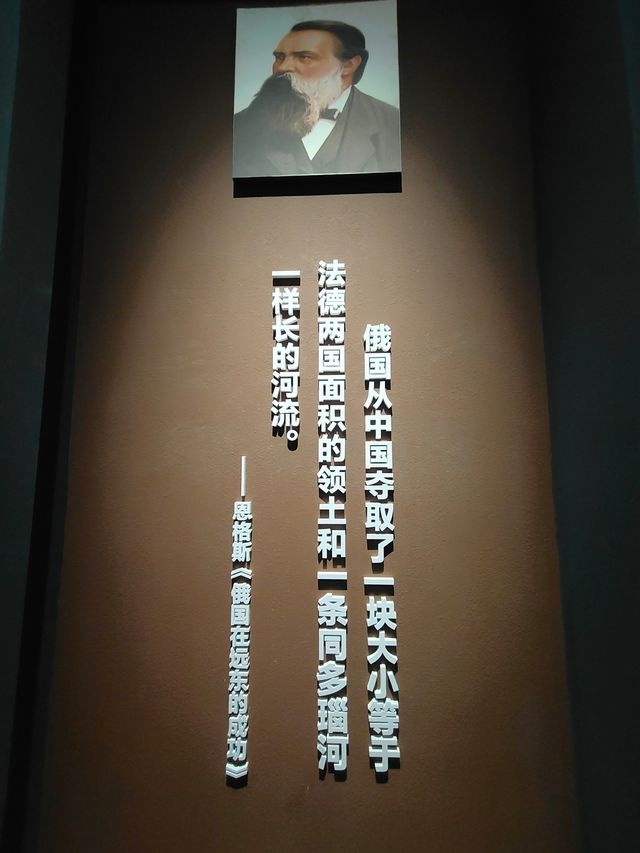 俄国从中国夺取了一块大小等于
法德两国面积的领土和一条同多瑙河
一样长的河流。
——恩格斯《俄国在远东的成功》